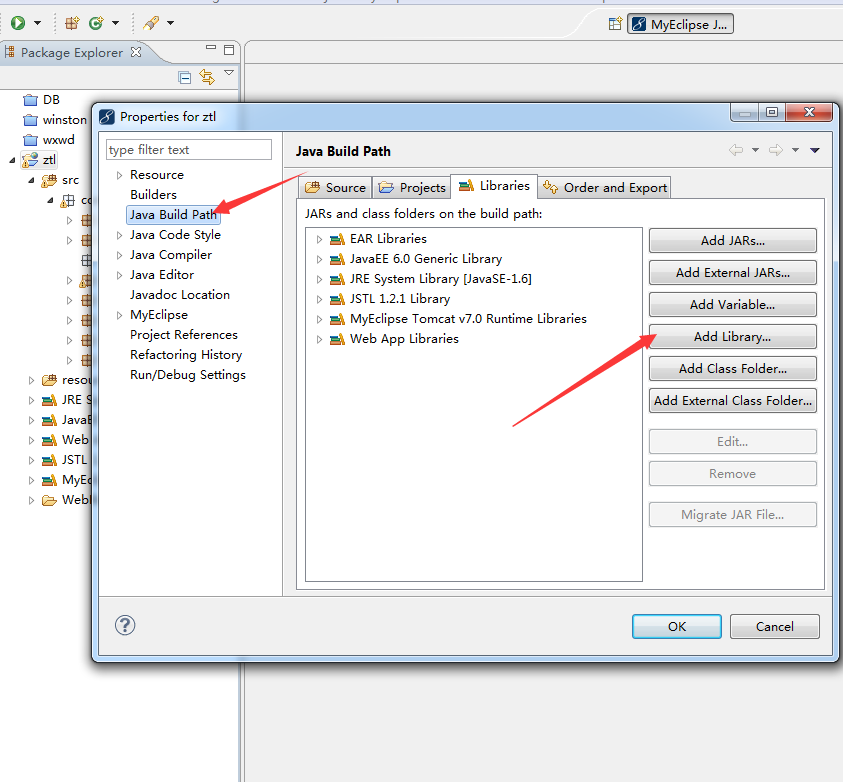 MyEclipse J...
Package Explorer
DB
winston
wxwd
ztl
src
JRE S
Web
JSTL
MyEc
Properties for ztl
type filter text
Resource
Builders
Java Build Path
Java Code Style
Java Compiler
Java Editor
Javadoc Location
MyEclipse
Project References
Refactoring History
Run/Debug Settings
Java Build Path
Source
Projects
Libraries
Order and Export
JARs and class folders on the build path:
EAR Libraries
JavaEE 6.0 Generic Library
JRE System Library [JavaSE-1.6]
JSTL 1.2.1 Library
MyEclipse Tomcat v7.0 Runtime Libraries
Web App Libraries
Add JARs...
Add External JARs...
Add Variable...
Add Library...
Add Class Folder...
Add External Class Folder...
Edit...
Remove
Migrate JAR File...
OK
Cancel